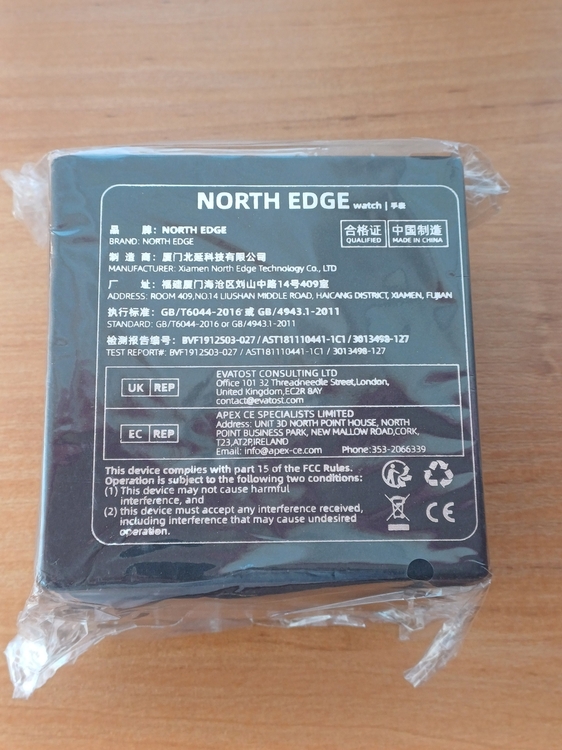 NORTH EDGE watch | 手表
品 牌: NORTH EDGE
BRAND: NORTH EDGE
制 造 商: 厦门北延科技有限公司
MANUFACTURER: Xiamen North Edge Technology Co., LTD
厂 址: 福建厦门海沧区刘山中路14号409室
ADDRESS: ROOM 409,NO.14 LIUSHAN MIDDLE ROAD, HAICANG DISTRICT, XIAMEN, FUJIAN
执行标准: GB/T6044-2016 或 GB/4943.1-2011
STANDARD: GB/T6044-2016 or GB/4943.1-2011
检测报告编号: BVF1912503-027 / AST181110441-1C1 / 3013498-127
TEST REPORT#: BVF1912503-027 / AST181110441-1C1 / 3013498-127
合格证
QUALIFIED
中国制造
MADE IN CHINA
UK REP
EVATOST CONSULTING LTD
Office 101 32 Threadneedle Street,London,
United Kingdom,EC2R 8AY
contact@evatost.com
EC REP
APEX CE SPECIALISTS LIMITED
Address: UNIT 3D NORTH POINT HOUSE, NORTH
POINT BUSINESS PARK, NEW MALLOW ROAD,CORK,
T23,AT2P,IRELAND
Email: info@apex-ce.com Phone:353-2066339
This device complies with part 15 of the FCC Rules.
Operation is subject to the following two conditions:
(1) This device may not cause harmful
interference, and
(2) this device must accept any interference received,
including interference that may cause undesired
operation.
CE